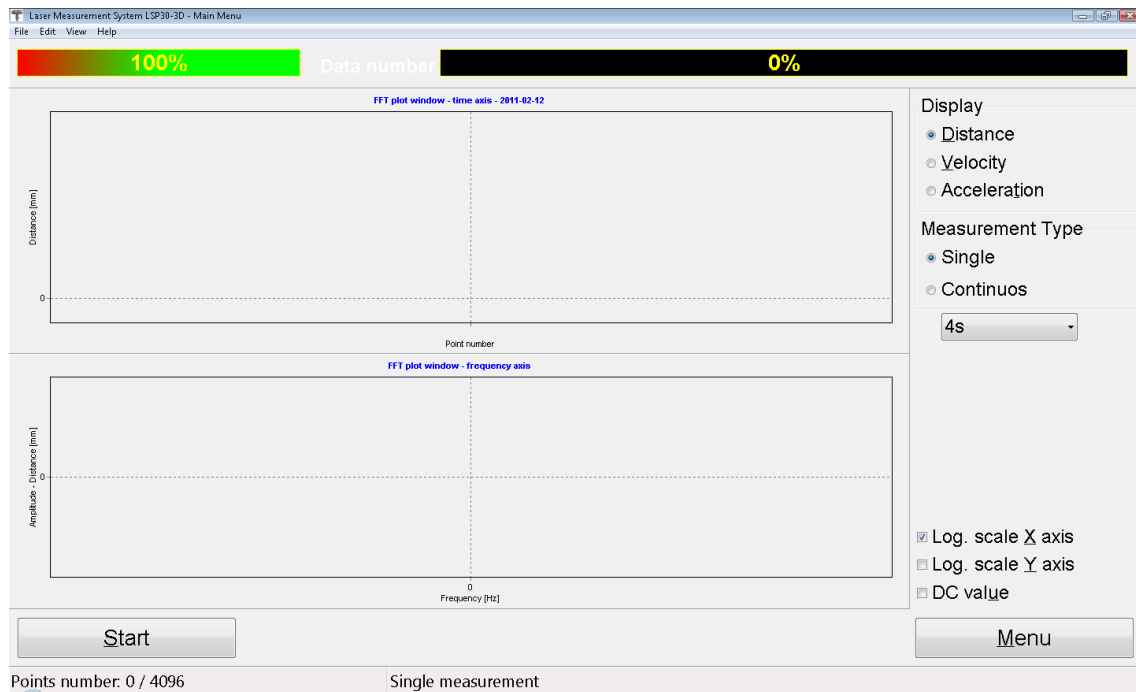 Laser Measurement System LSP30-3D - Main Menu
File Edit View Help
100% Data number 0%
FFT plot window - time axis - 2011-02-12
Distance [mm]
0
Point number
FFT plot window - frequency axis
Amplitude - Distance [mm]
0
0
Frequency [Hz]
Display
Distance
Velocity
Acceleration
Measurement Type
Single
Continuos
4s
Log. scale X axis
Log. scale Y axis
DC value
Start
Menu
Points number: 0 / 4096
Single measurement